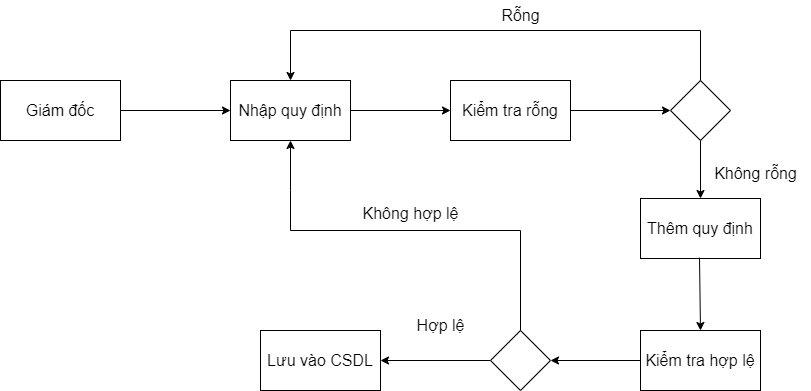 Rỗng
Giám đốc
Nhập quy định
Kiểm tra rỗng
Không rỗng
Không hợp lệ
Thêm quy định
Hợp lệ
Lưu vào CSDL
Kiểm tra hợp lệ